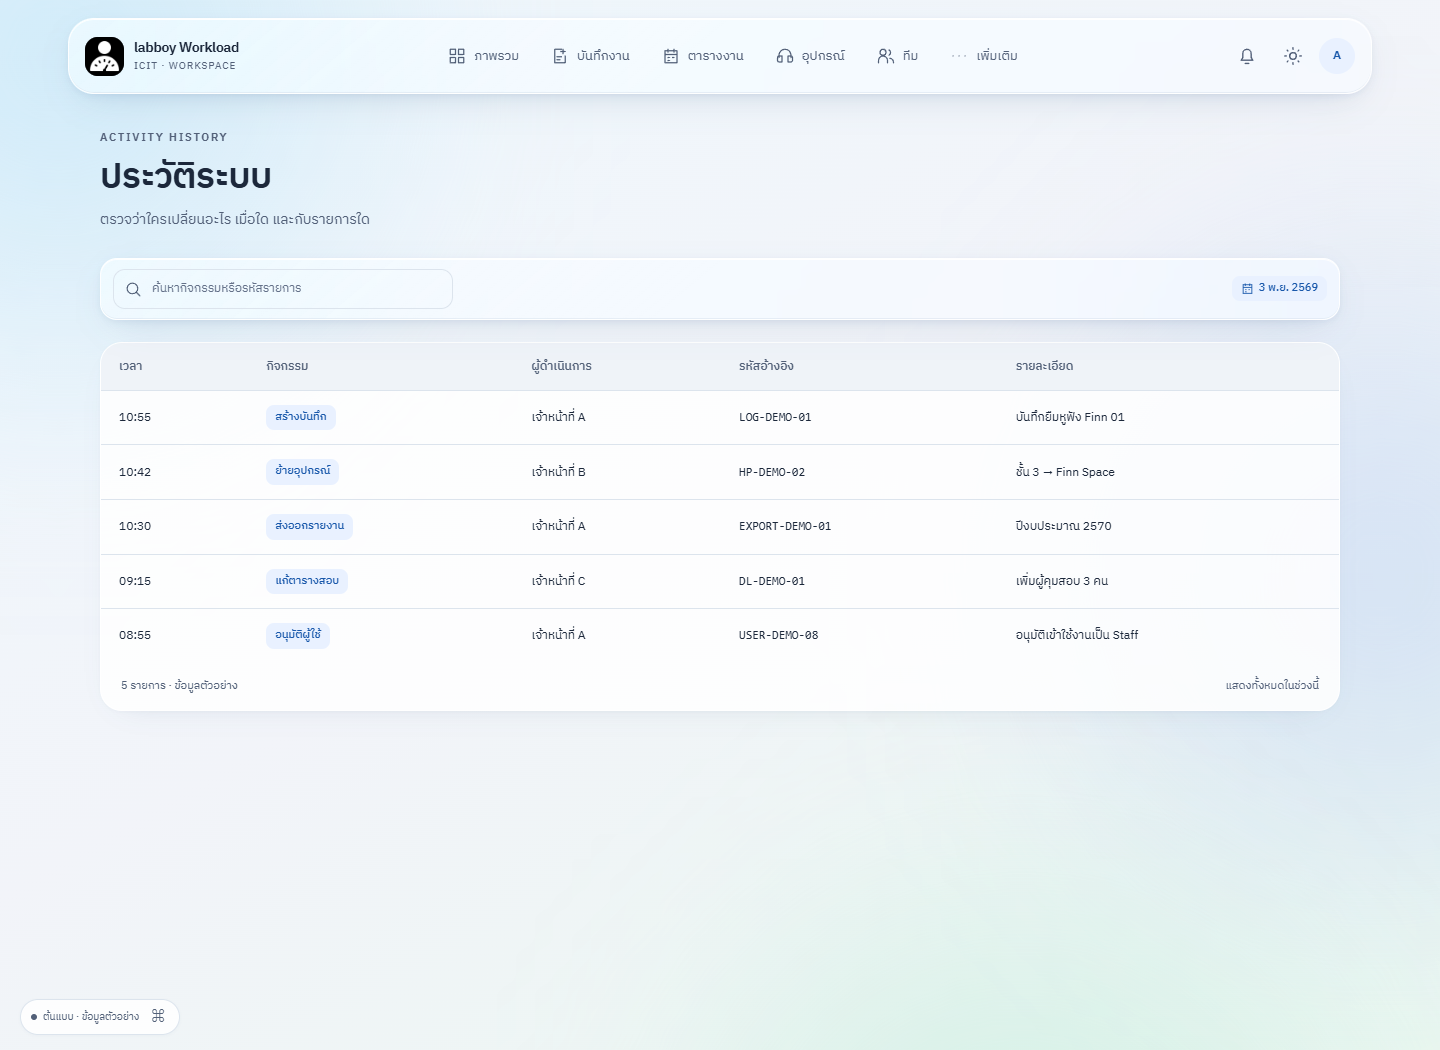 labboy Workload
ICIT · WORKSPACE
ภาพรวม
บันทึกงาน
ตารางงาน
อุปกรณ์
ทีม
··· เพิ่มเติม
A
ACTIVITY HISTORY
ประวัติระบบ
ตรวจว่าใครเปลี่ยนอะไร เมื่อใด และกับรายการใด
ค้นหากิจกรรมหรือรหัสรายการ
3 พ.ย. 2569
เวลา กิจกรรม ผู้ดำเนินการ รหัสอ้างอิง รายละเอียด
10:55 สร้างบันทึก เจ้าหน้าที่ A LOG-DEMO-01 บันทึกยืมหูฟัง Finn 01
10:42 ย้ายอุปกรณ์ เจ้าหน้าที่ B HP-DEMO-02 ชั้น 3 → Finn Space
10:30 ส่งออกรายงาน เจ้าหน้าที่ A EXPORT-DEMO-01 ปีงบประมาณ 2570
09:15 แก้ตารางสอบ เจ้าหน้าที่ C DL-DEMO-01 เพิ่มผู้คุมสอบ 3 คน
08:55 อนุมัติผู้ใช้ เจ้าหน้าที่ A USER-DEMO-08 อนุมัติเข้าใช้งานเป็น Staff
5 รายการ · ข้อมูลตัวอย่าง
แสดงทั้งหมดในช่วงนี้
ต้นแบบ · ข้อมูลตัวอย่าง ⌘